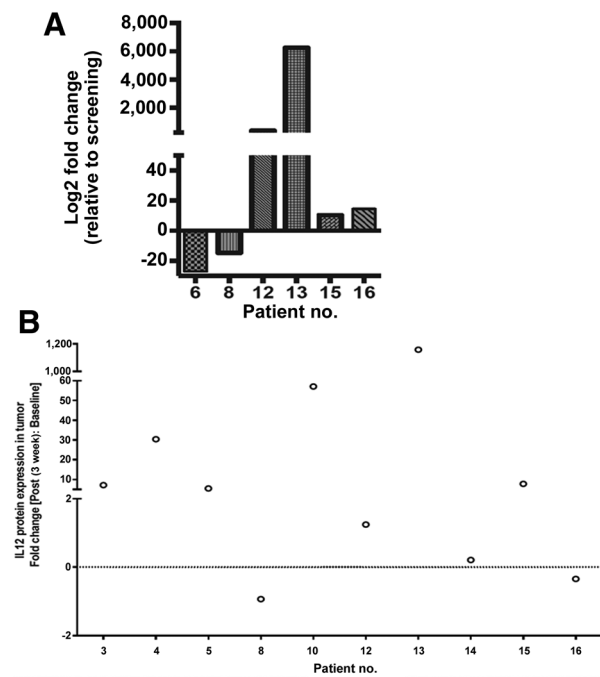 A
Log2 fold change
(relative to screening)
8,000
6,000
4,000
2,000
40
20
0
-20
6 8 12 13 15 16
Patient no.
B
IL12 protein expression in tumor
Fold change [Post (3 week): Baseline]
1,200
1,000
60
50
40
30
20
10
2
0
-2
3 4 5 8 10 12 13 14 15 16
Patient no.